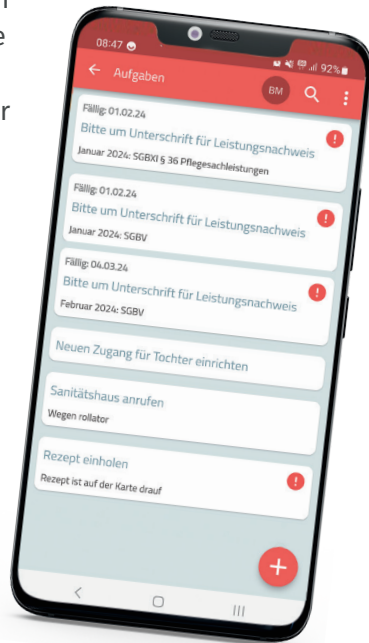 08:47
92%
Aufgaben
BM
Fällig: 01.02.24
Bitte um Unterschrift für Leistungsnachweis
Januar 2024: SGBXI § 36 Pflegesachleistungen
Fällig: 01.02.24
Bitte um Unterschrift für Leistungsnachweis
Januar 2024: SGBV
Fällig: 04.03.24
Bitte um Unterschrift für Leistungsnachweis
Februar 2024: SGBV
Neuen Zugang für Tochter einrichten
Sanitätshaus anrufen
Wegen rollator
Rezept einholen
Rezept ist auf der Karte drauf